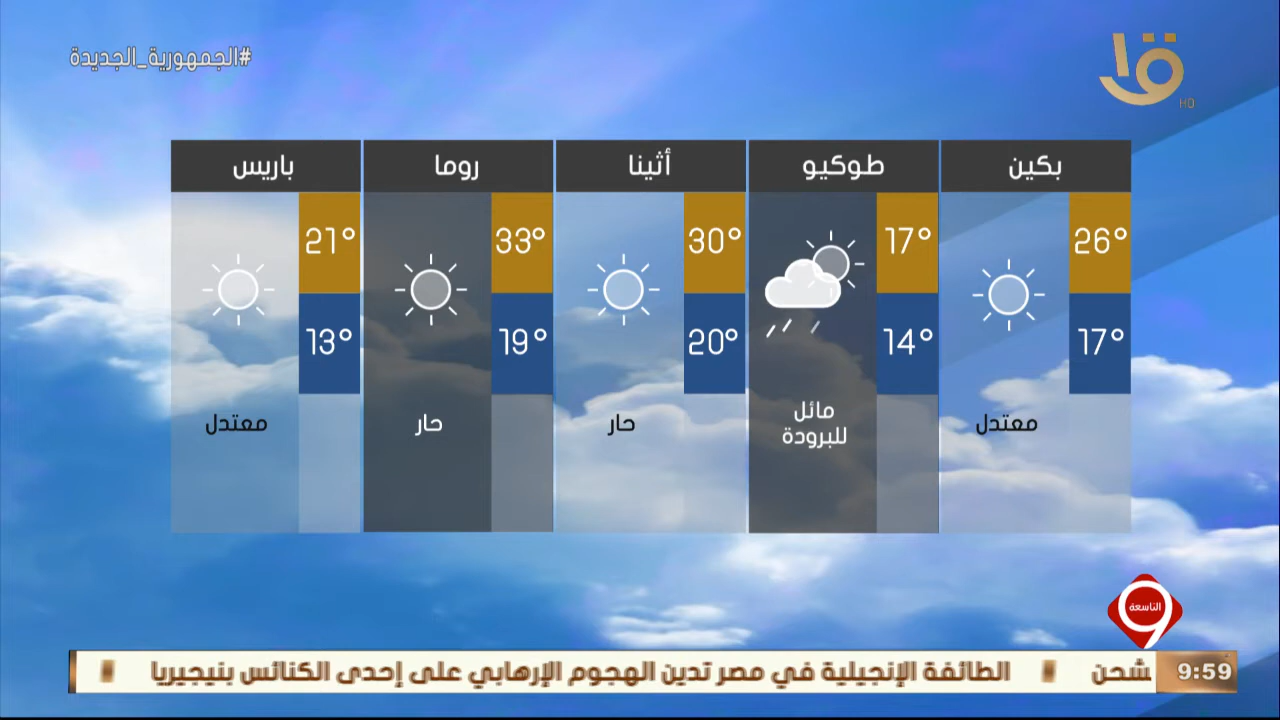 #الجمهورية_الجديدة
HD
بكين
26°
17°
معتدل
طوكيو
17°
14°
مائل
للبرودة
أثينا
30°
20°
حار
روما
33°
19°
حار
باريس
21°
13°
معتدل
التاسعة
9
9:59
شحن
الطائفة الإنجيلية في مصر تدين الهجوم الإرهابي على إحدى الكنائس بنيجيريا